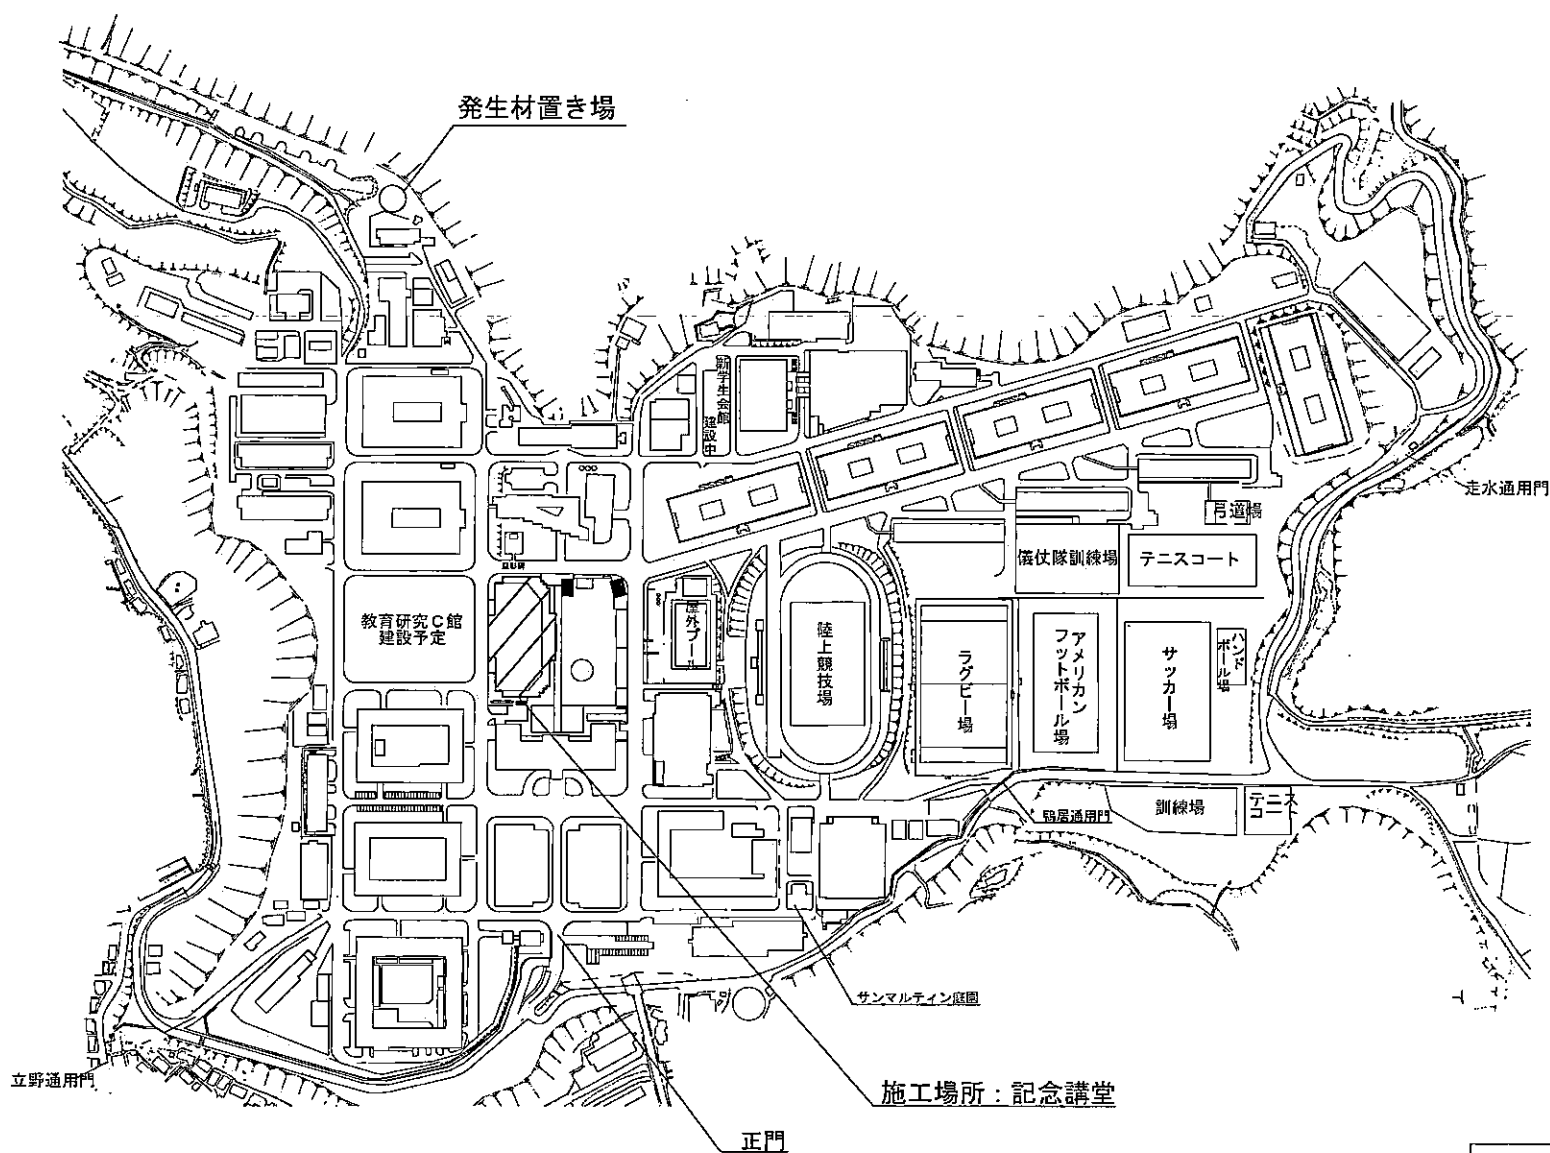 発生材置き場
新学生会館
建設中
走水通用門
弓道場
儀仗隊訓練場
テニスコート
教育研究C館
建設予定
屋外プール
陸上競技場
ラグビー場
アメリカン
フットボール場
サッカー場
ハンド
ボール場
訓練場
テニス
コート
鴨居通用門
サンマルティン庭園
立野通用門
施工場所：記念講堂
正門